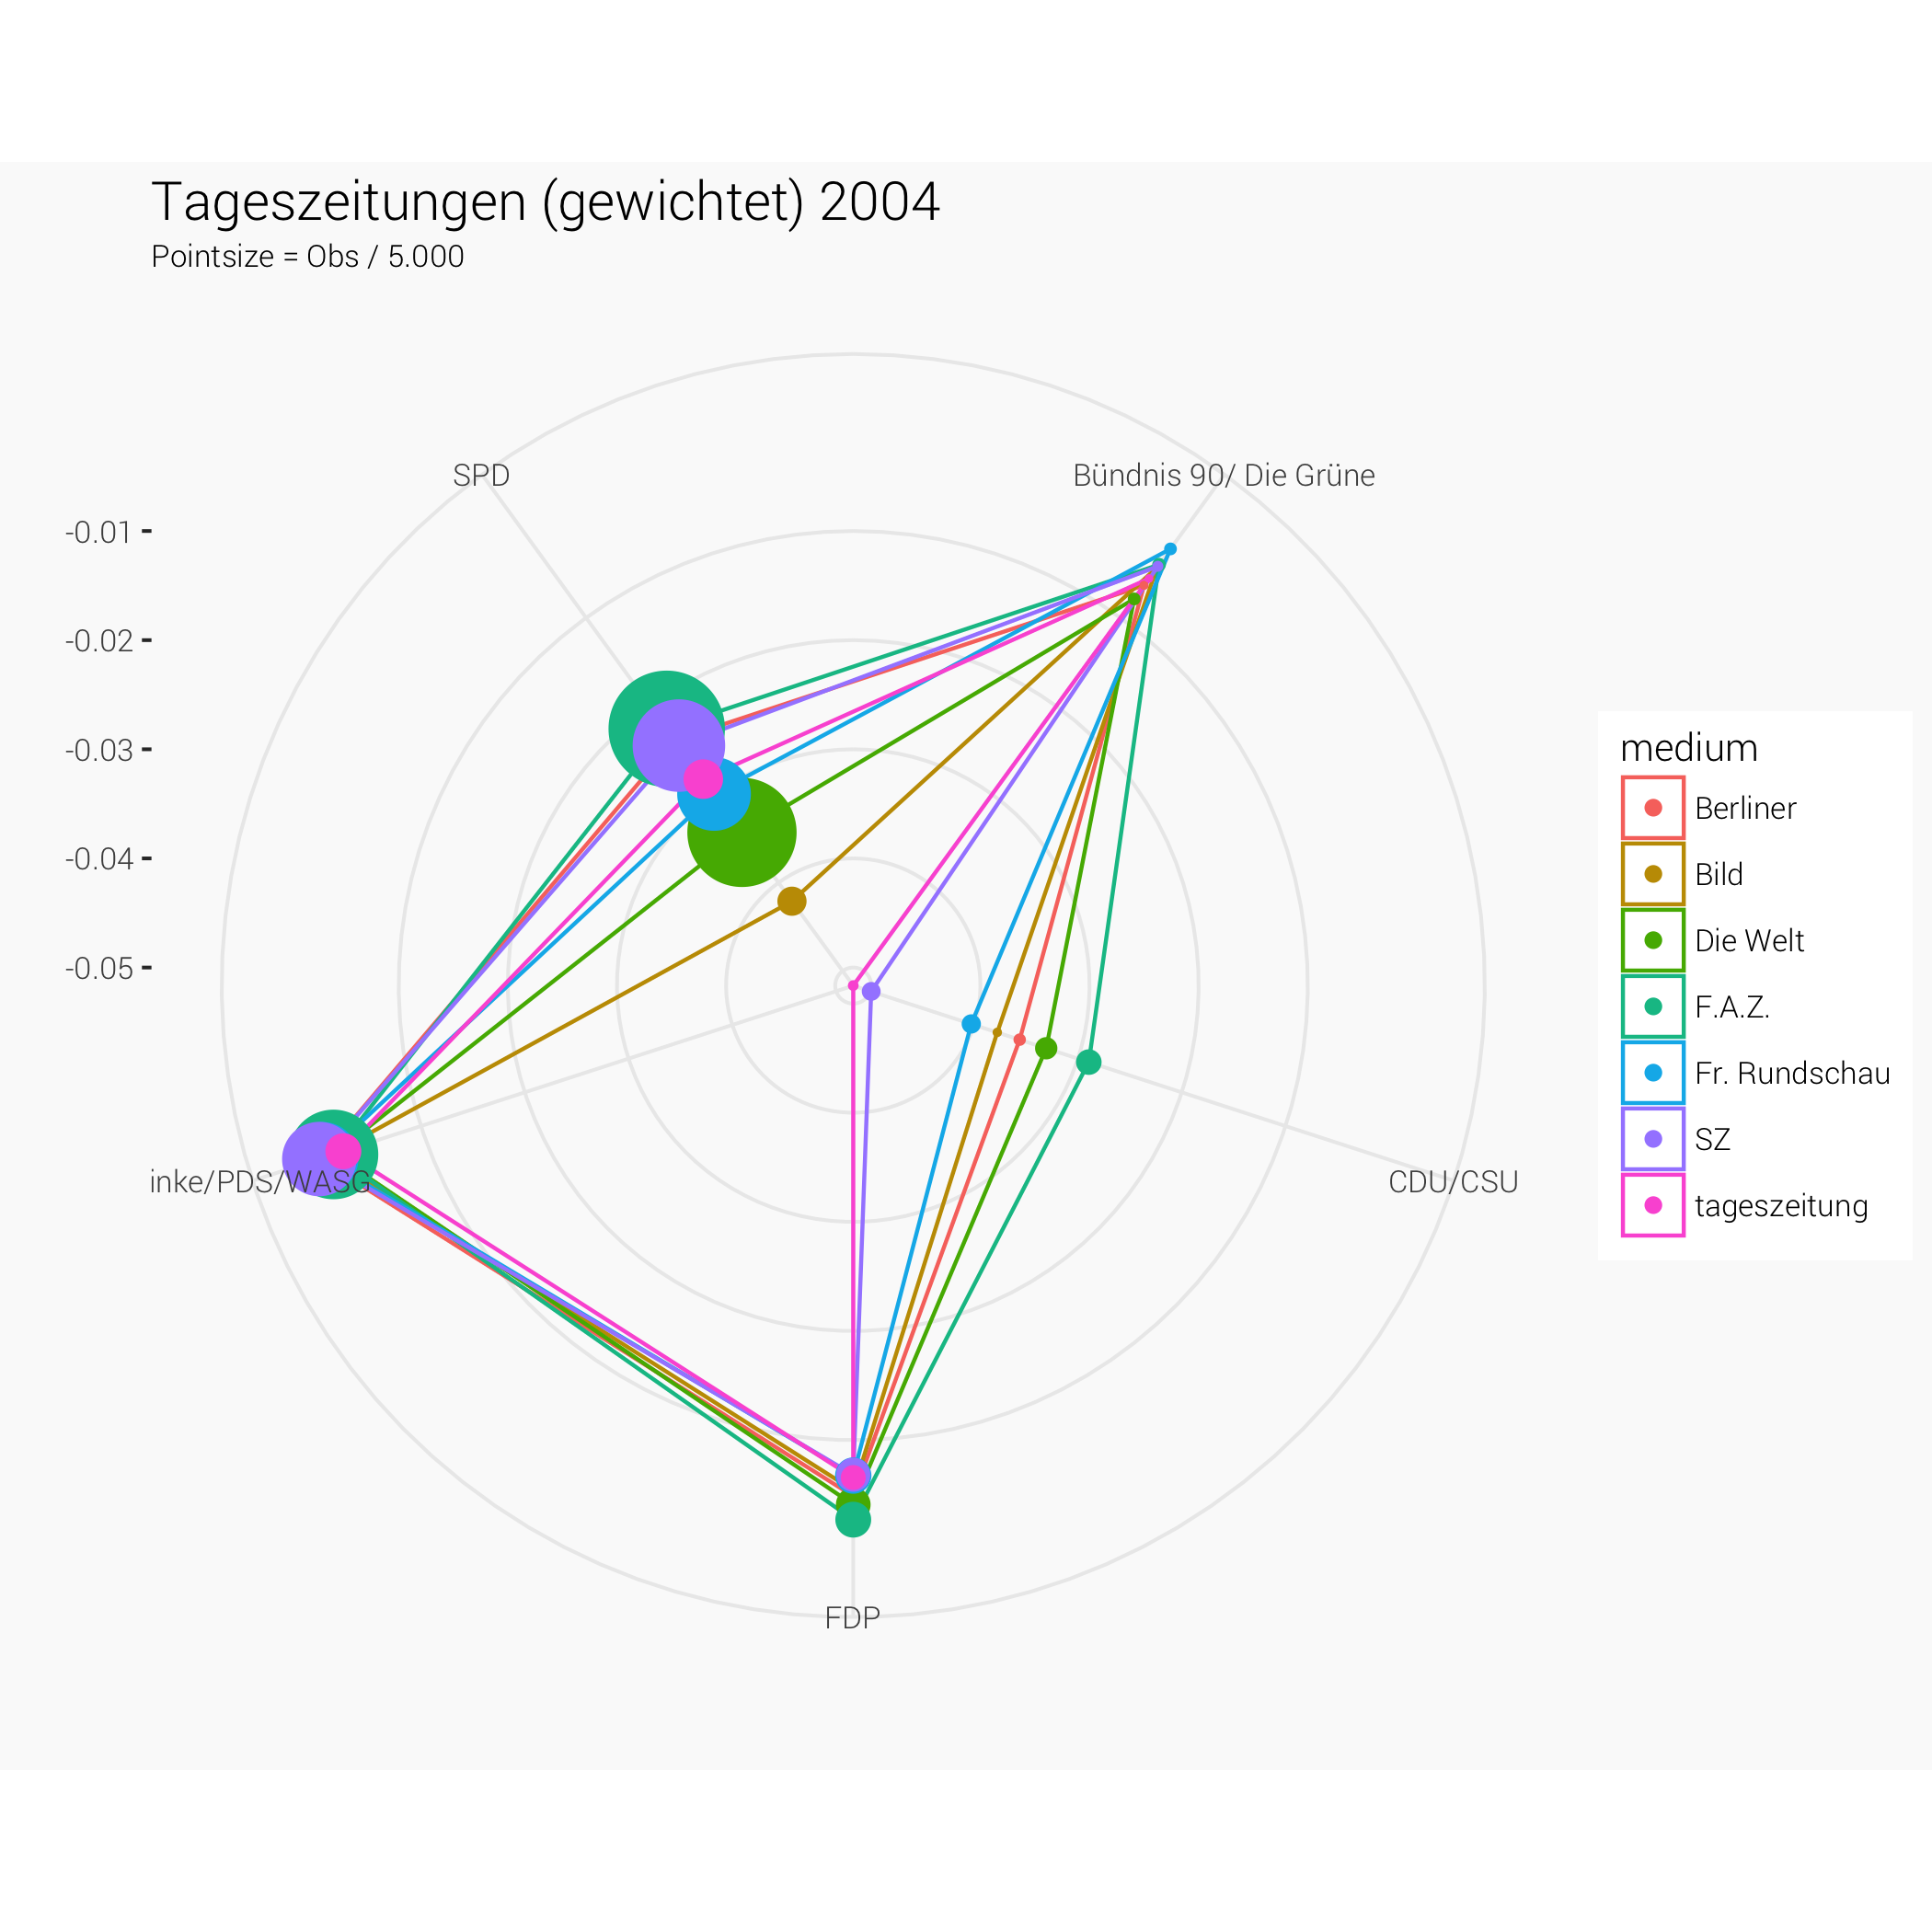 Tageszeitungen (gewichtet) 2004
Pointsize = Obs / 5.000
SPD
Bündnis 90/ Die Grüne
-0.01
-0.02
-0.03
-0.04
-0.05
inke/PDS/WASG
CDU/CSU
FDP
medium
Berliner
Bild
Die Welt
F.A.Z.
Fr. Rundschau
SZ
tageszeitung